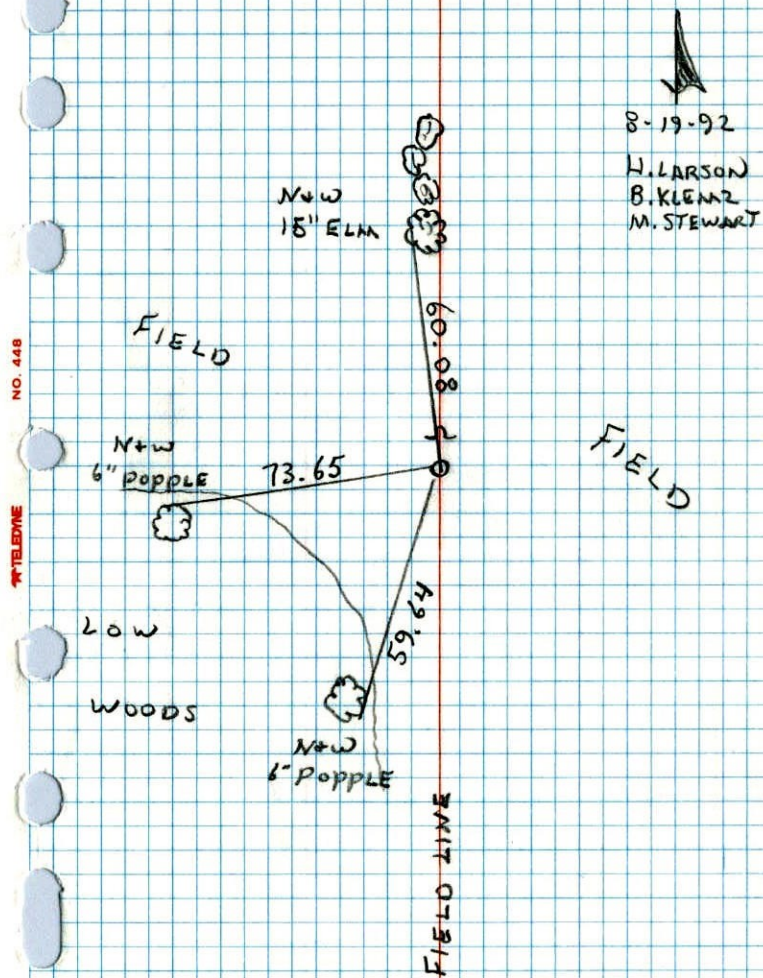 8-19-92
H. LARSON
B. KLEMZ
M. STEWART
N+W
15" ELM
60.08
FIELD
N+W
6" POPPLE
73.65
FIELD
59.64
LOW
WOODS
N+W
6" POPPLE
FIELD LINE
NO. 448
TELEDYNE